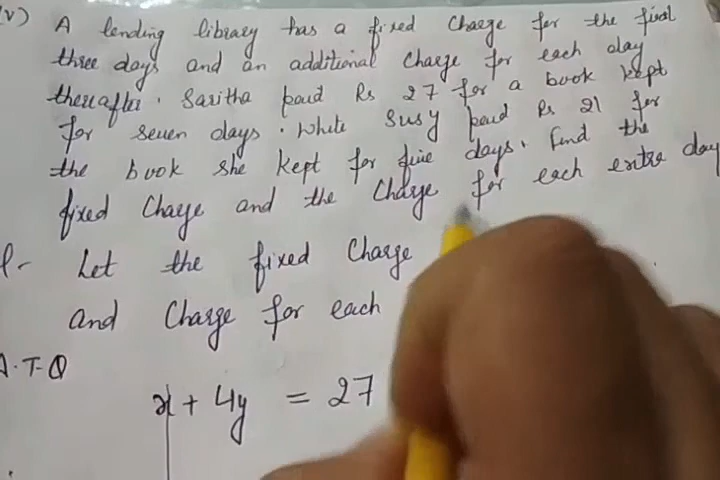 (v) A lending library has a fixed charge for the first
three days and an additional charge for each day
thereafter. Saritha paid Rs 27 for a book kept
for seven days. While Susy paid Rs 21 for
the book she kept for five days. Find the
fixed charge and the charge for each extra day
Let the fixed charge
and charge for each
A.T.Q
x + 4y = 27